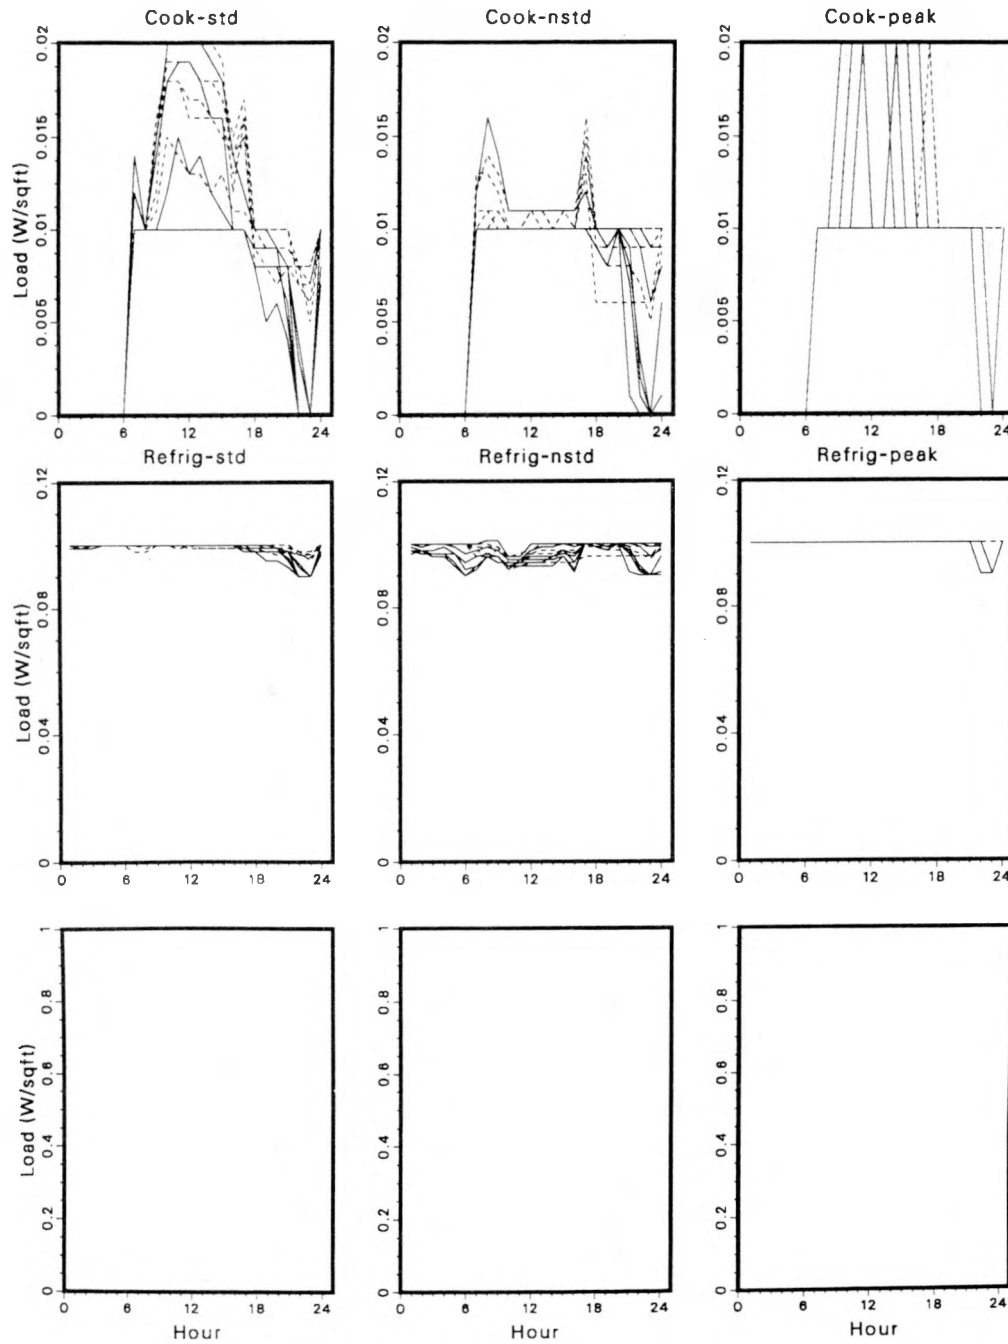 Cook-std Cook-nstd Cook-peak
Load (W/sqft)
0 0.005 0.01 0.015 0.02
0 6 12 18 24
0 0.005 0.01 0.015 0.02
0 6 12 18 24
0 0.005 0.01 0.015 0.02
0 6 12 18 24
Refrig-std Refrig-nstd Refrig-peak
Load (W/sqft)
0 0.04 0.08 0.12
0 6 12 18 24
0 0.04 0.08 0.12
0 6 12 18 24
0 0.04 0.08 0.12
0 6 12 18 24
Load (W/sqft)
0 0.2 0.4 0.6 0.8 1
0 6 12 18 24
0 0.2 0.4 0.6 0.8 1
0 6 12 18 24
0 0.2 0.4 0.6 0.8 1
0 6 12 18 24
Hour Hour Hour